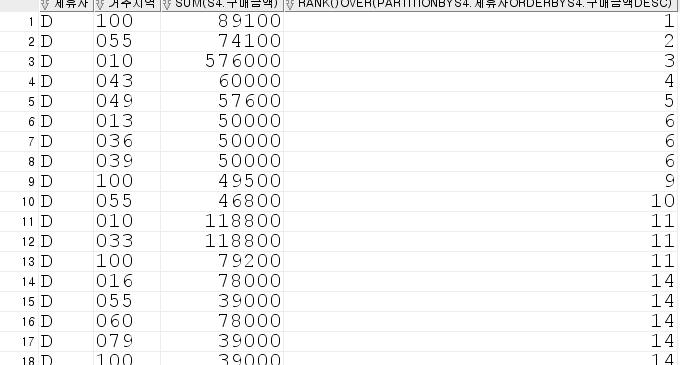 제휴사 거주지역 SUM(S4.구매금액) RANK()OVER(PARTITIONBYS4.제휴사ORDERBYS4.구매금액DESC)
1 D 100 89100 1
2 D 055 74100 2
3 D 010 576000 3
4 D 043 60000 4
5 D 049 57600 5
6 D 013 50000 6
7 D 036 50000 6
8 D 039 50000 6
9 D 100 49500 9
10 D 055 46800 10
11 D 010 118800 11
12 D 033 118800 11
13 D 100 79200 11
14 D 016 78000 14
15 D 055 39000 14
16 D 060 78000 14
17 D 079 39000 14
18 D 100 39000 14